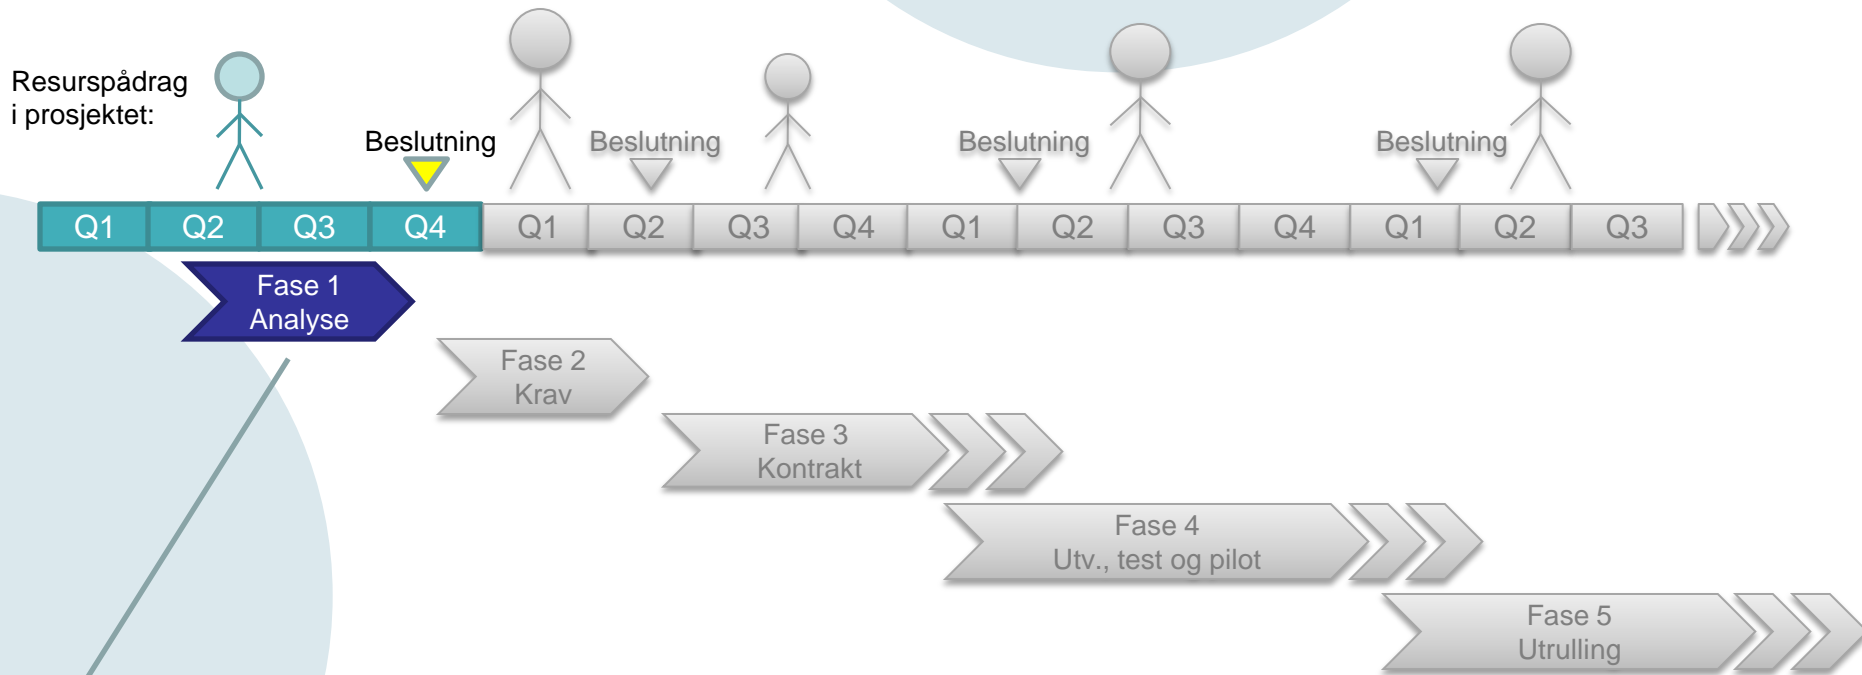 Resurspådrag
i prosjektet:
Beslutning
Beslutning
Beslutning
Beslutning
Q1 Q2 Q3 Q4 Q1 Q2 Q3 Q4 Q1 Q2 Q3 Q4 Q1 Q2 Q3
Fase 1
Analyse
Fase 2
Krav
Fase 3
Kontrakt
Fase 4
Utv., test og pilot
Fase 5
Utrulling